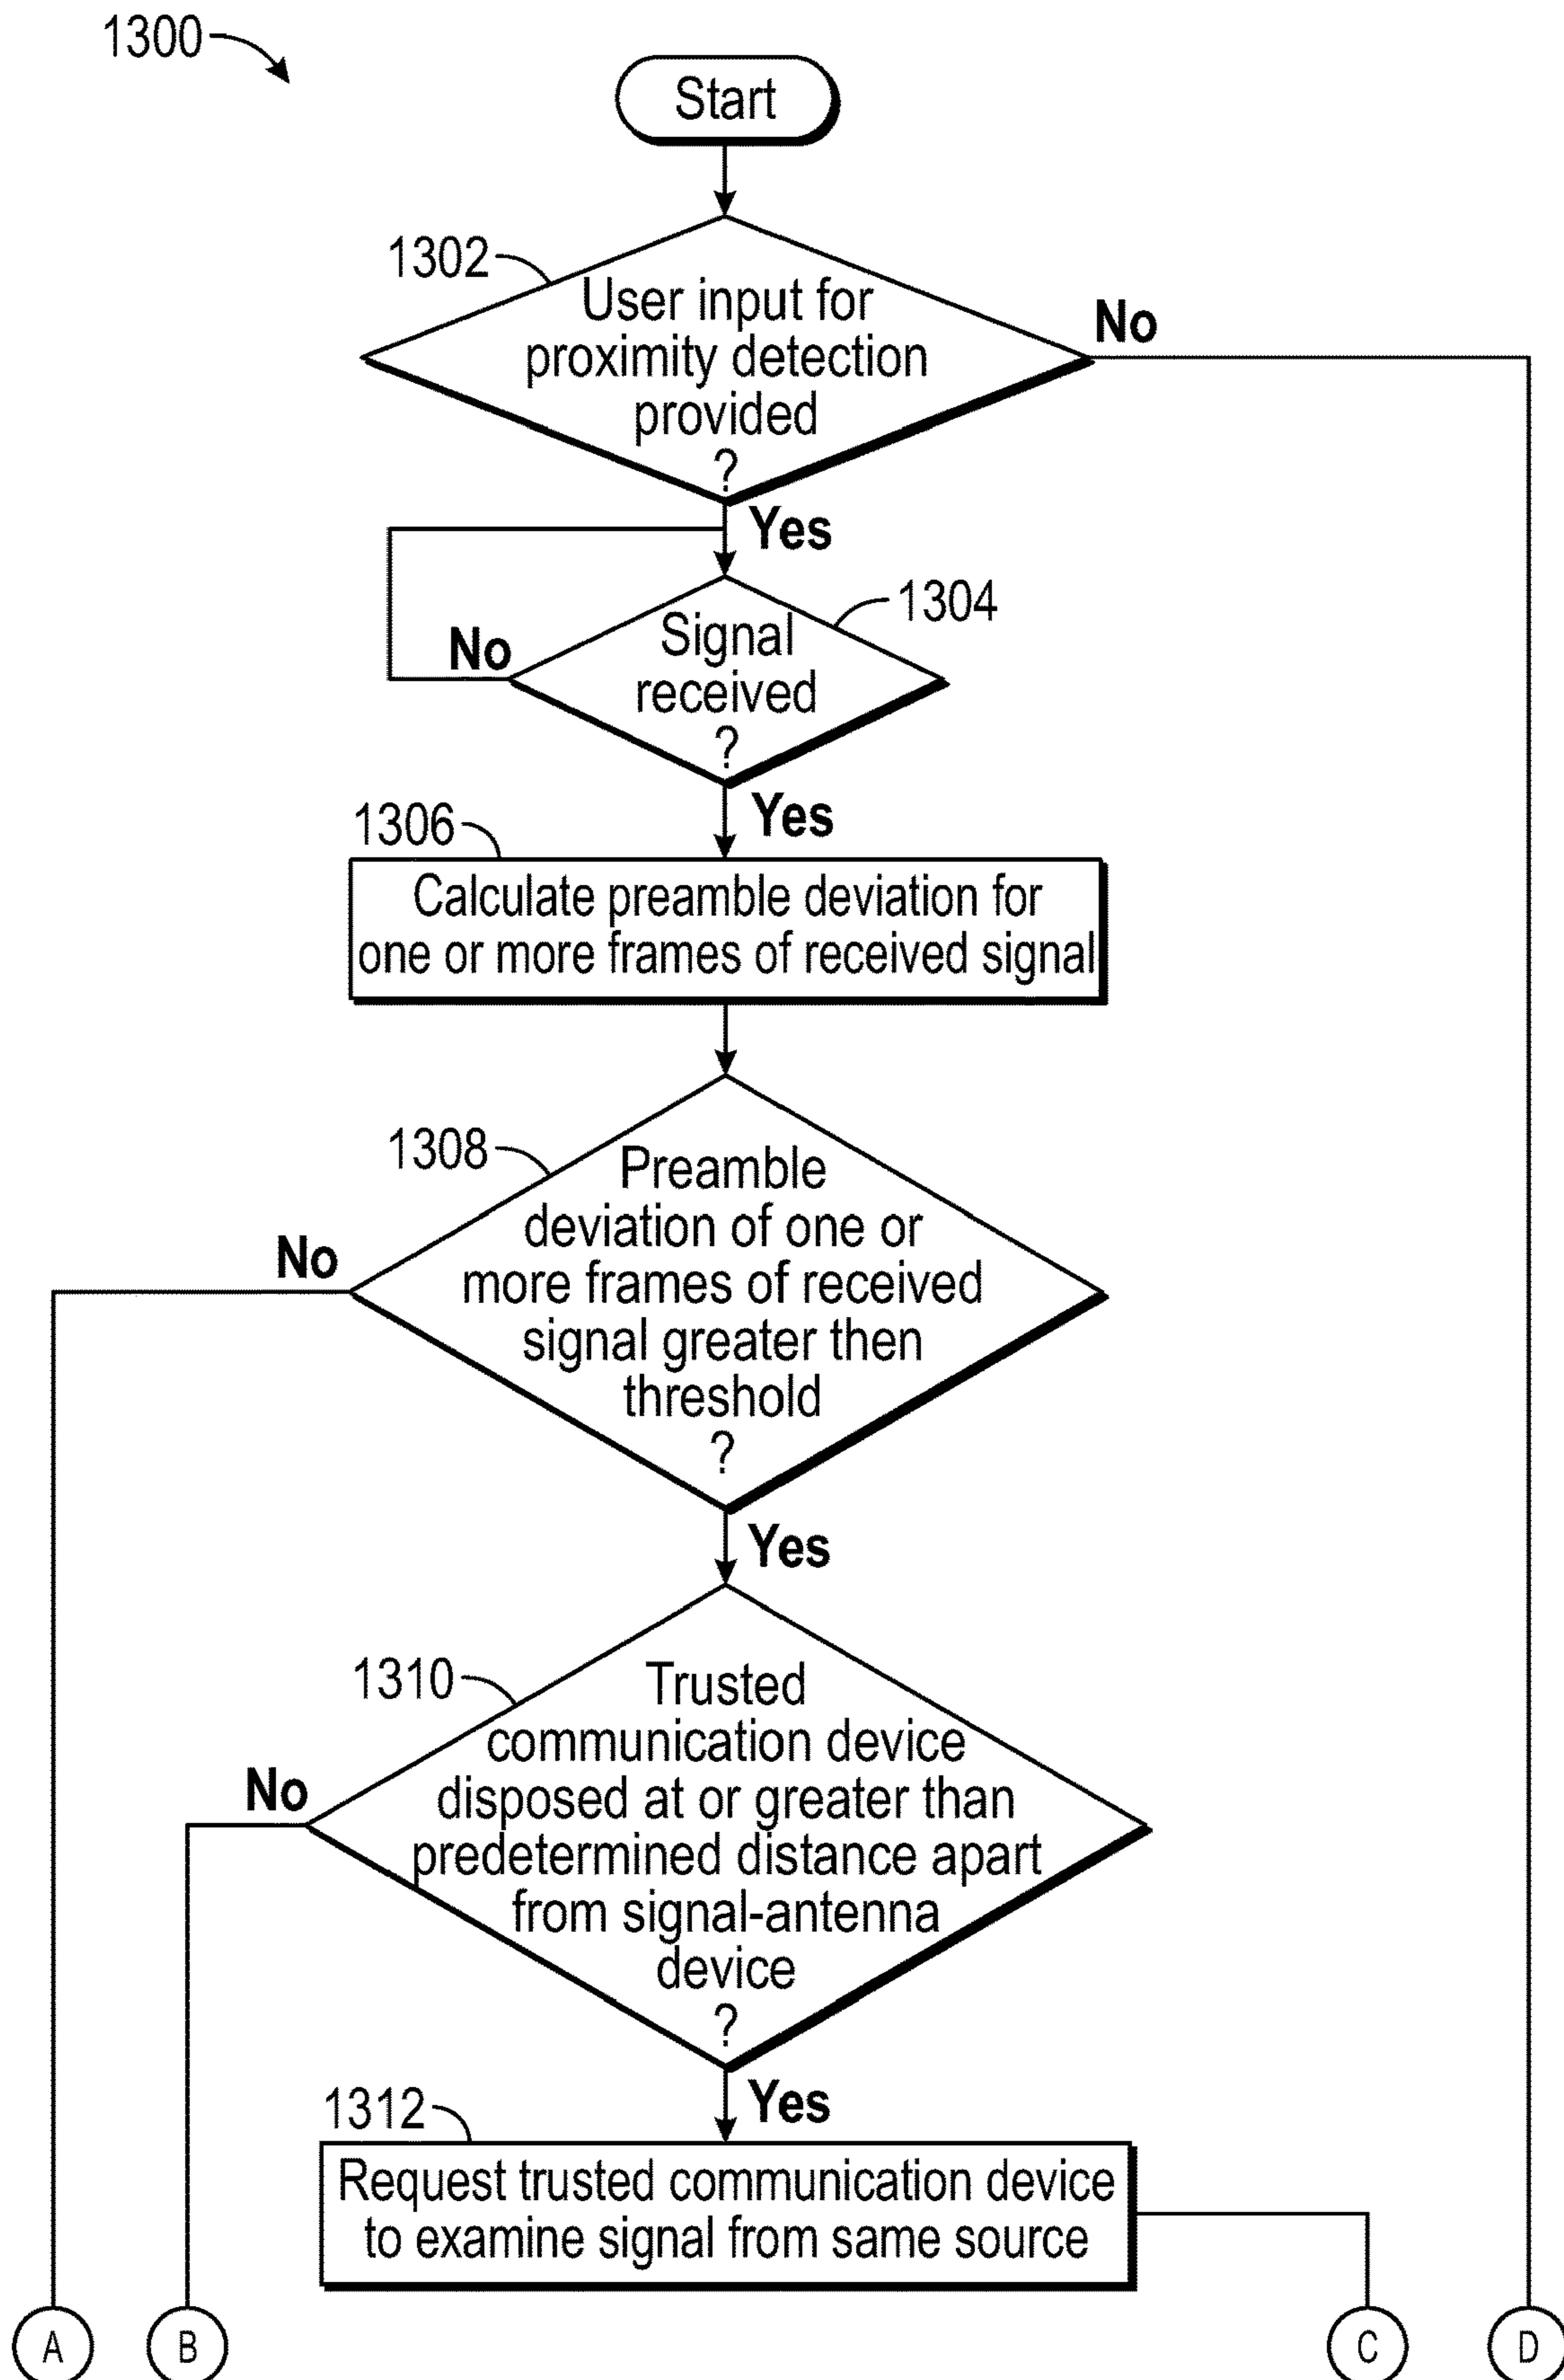 1300
Start
1302
User input for
proximity detection
provided
?
No
Yes
1304
Signal
received
?
No
Yes
1306
Calculate preamble deviation for
one or more frames of received signal
1308
Preamble
deviation of one or
more frames of received
signal greater then
threshold
?
No
Yes
1310
Trusted
communication device
disposed at or greater than
predetermined distance apart
from signal-antenna
device
?
No
Yes
1312
Request trusted communication device
to examine signal from same source
A
B
C
D